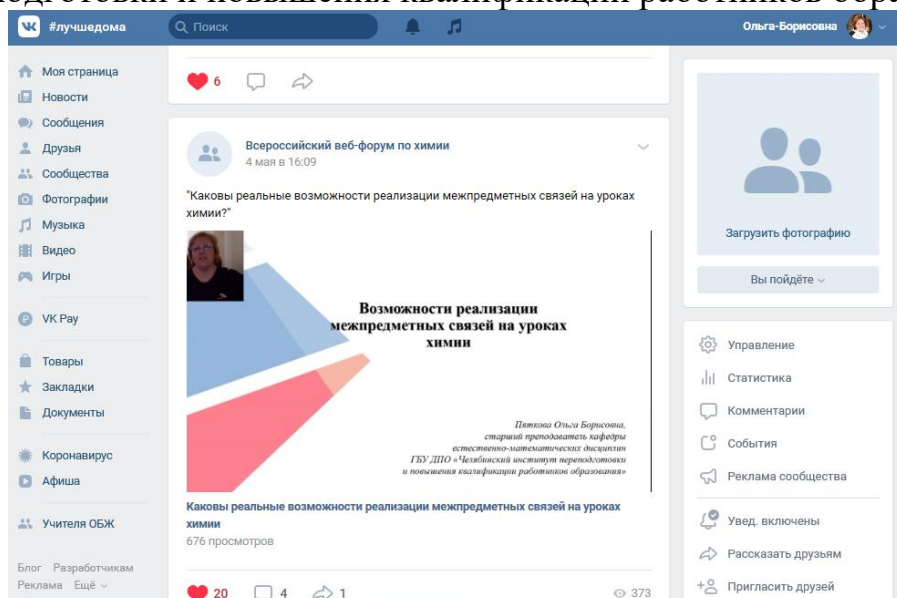 подготовки и повышения квалификации работников обра
#лучшедома
Поиск
Ольга-Борисовна
Моя страница
Новости
Сообщения
Друзья
Сообщества
Фотографии
Музыка
Видео
Игры
VK Pay
Товары
Закладки
Документы
Коронавирус
Афиша
Учителя ОБЖ
Блог Разработчикам
Реклама Ещё
6
Всероссийский веб-форум по химии
4 мая в 16:09
"Каковы реальные возможности реализации межпредметных связей на уроках
химии?"
Возможности реализации
межпредметных связей на уроках
химии
Пяткова Ольга Борисовна,
старший преподаватель кафедры
естественно-математических дисциплин
ГБУ ДПО «Челябинский институт переподготовки
и повышения квалификации работников образования»
Каковы реальные возможности реализации межпредметных связей на уроках
химии
676 просмотров
20 4 1 373
Загрузить фотографию
Вы пойдёте
Управление
Статистика
Комментарии
События
Реклама сообщества
Увед. включены
Рассказать друзьям
Пригласить друзей